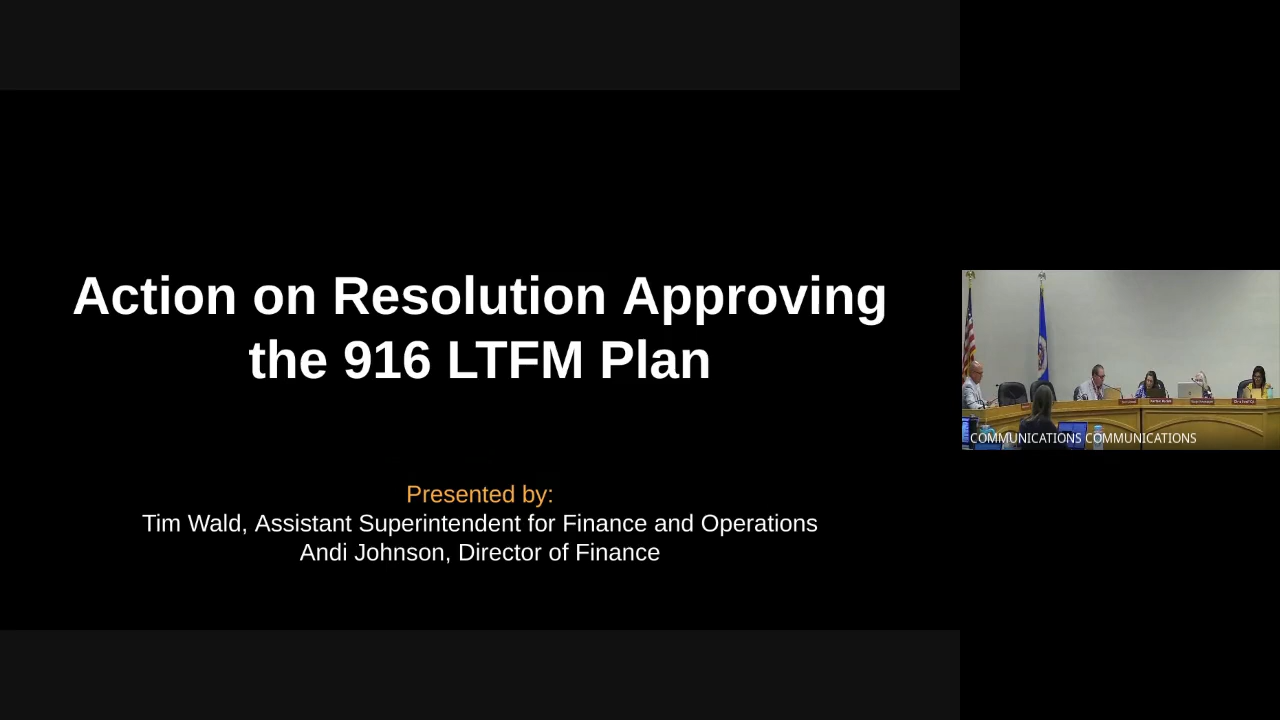 Action on Resolution Approving
the 916 LTFM Plan
Presented by:
Tim Wald, Assistant Superintendent for Finance and Operations
Andi Johnson, Director of Finance
COMMUNICATIONS COMMUNICATIONS